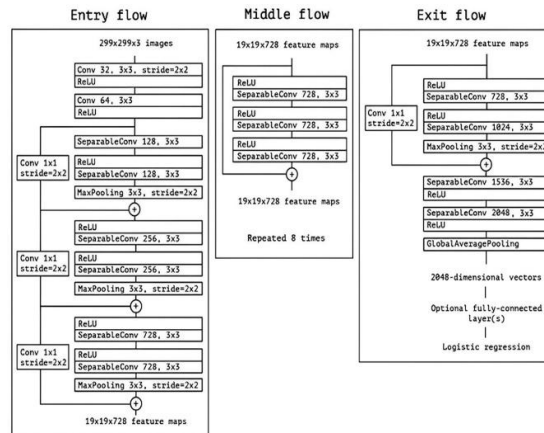 Entry flow
299x299x3 images
Conv 32, 3x3, stride=2x2
ReLU
Conv 64, 3x3
ReLU
SeparableConv 128, 3x3
Conv 1x1
stride=2x2
ReLU
SeparableConv 128, 3x3
MaxPooling 3x3, stride=2x2
+
ReLU
SeparableConv 256, 3x3
Conv 1x1
stride=2x2
ReLU
SeparableConv 256, 3x3
MaxPooling 3x3, stride=2x2
+
ReLU
SeparableConv 728, 3x3
Conv 1x1
stride=2x2
ReLU
SeparableConv 728, 3x3
MaxPooling 3x3, stride=2x2
+
19x19x728 feature maps
Middle flow
19x19x728 feature maps
ReLU
SeparableConv 728, 3x3
ReLU
SeparableConv 728, 3x3
ReLU
SeparableConv 728, 3x3
+
19x19x728 feature maps
Repeated 8 times
Exit flow
19x19x728 feature maps
ReLU
SeparableConv 728, 3x3
Conv 1x1
stride=2x2
ReLU
SeparableConv 1024, 3x3
MaxPooling 3x3, stride=2x2
+
SeparableConv 1536, 3x3
ReLU
SeparableConv 2048, 3x3
ReLU
GlobalAveragePooling
2048-dimensional vectors
Optional fully-connected
layer(s)
Logistic regression